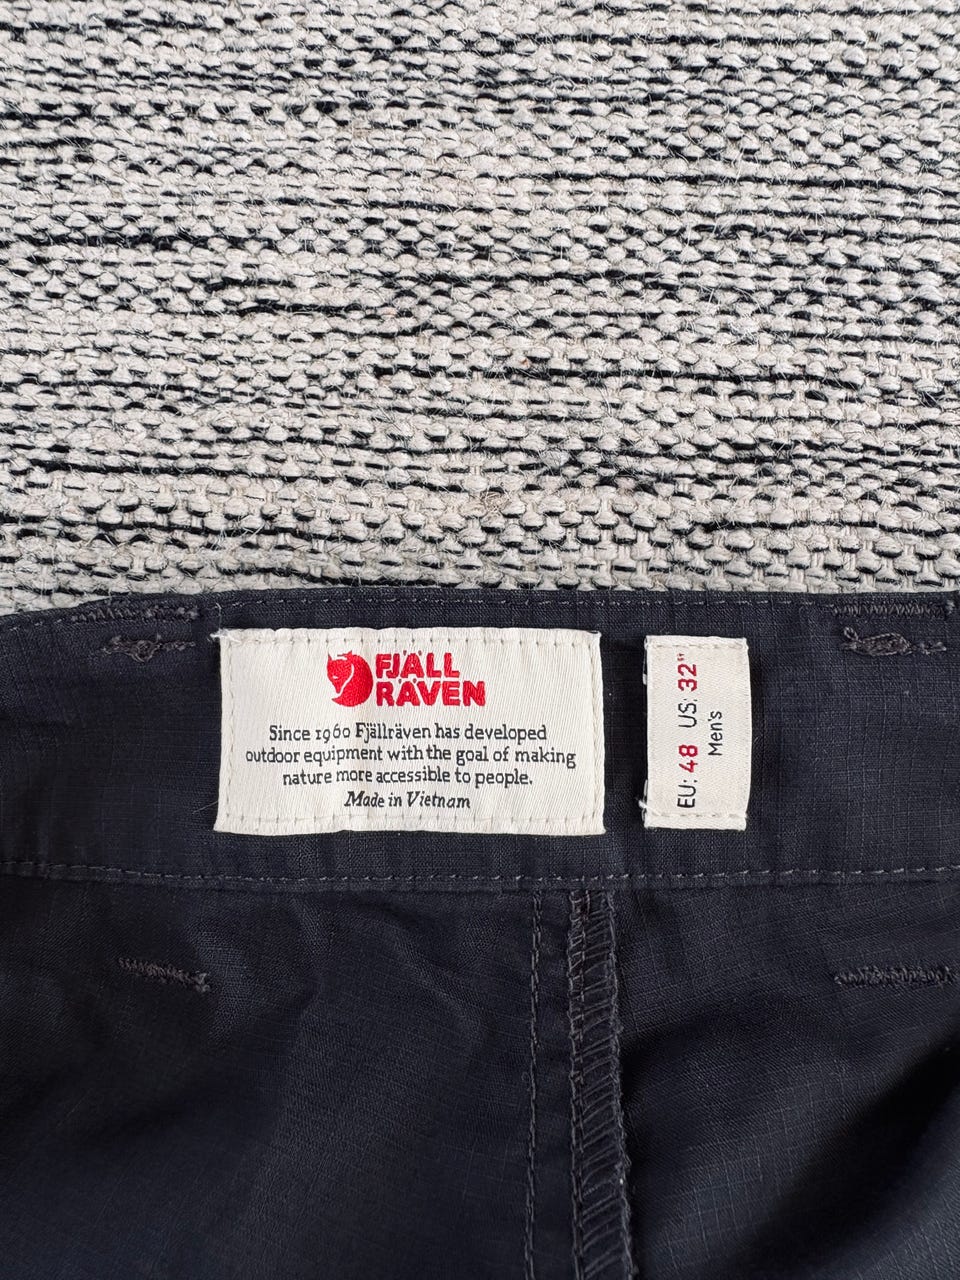 FJÄLL
RÄVEN
Since 1960 Fjällräven has developed
outdoor equipment with the goal of making
nature more accessible to people.
Made in Vietnam
EU: 48 US: 32"
Men's